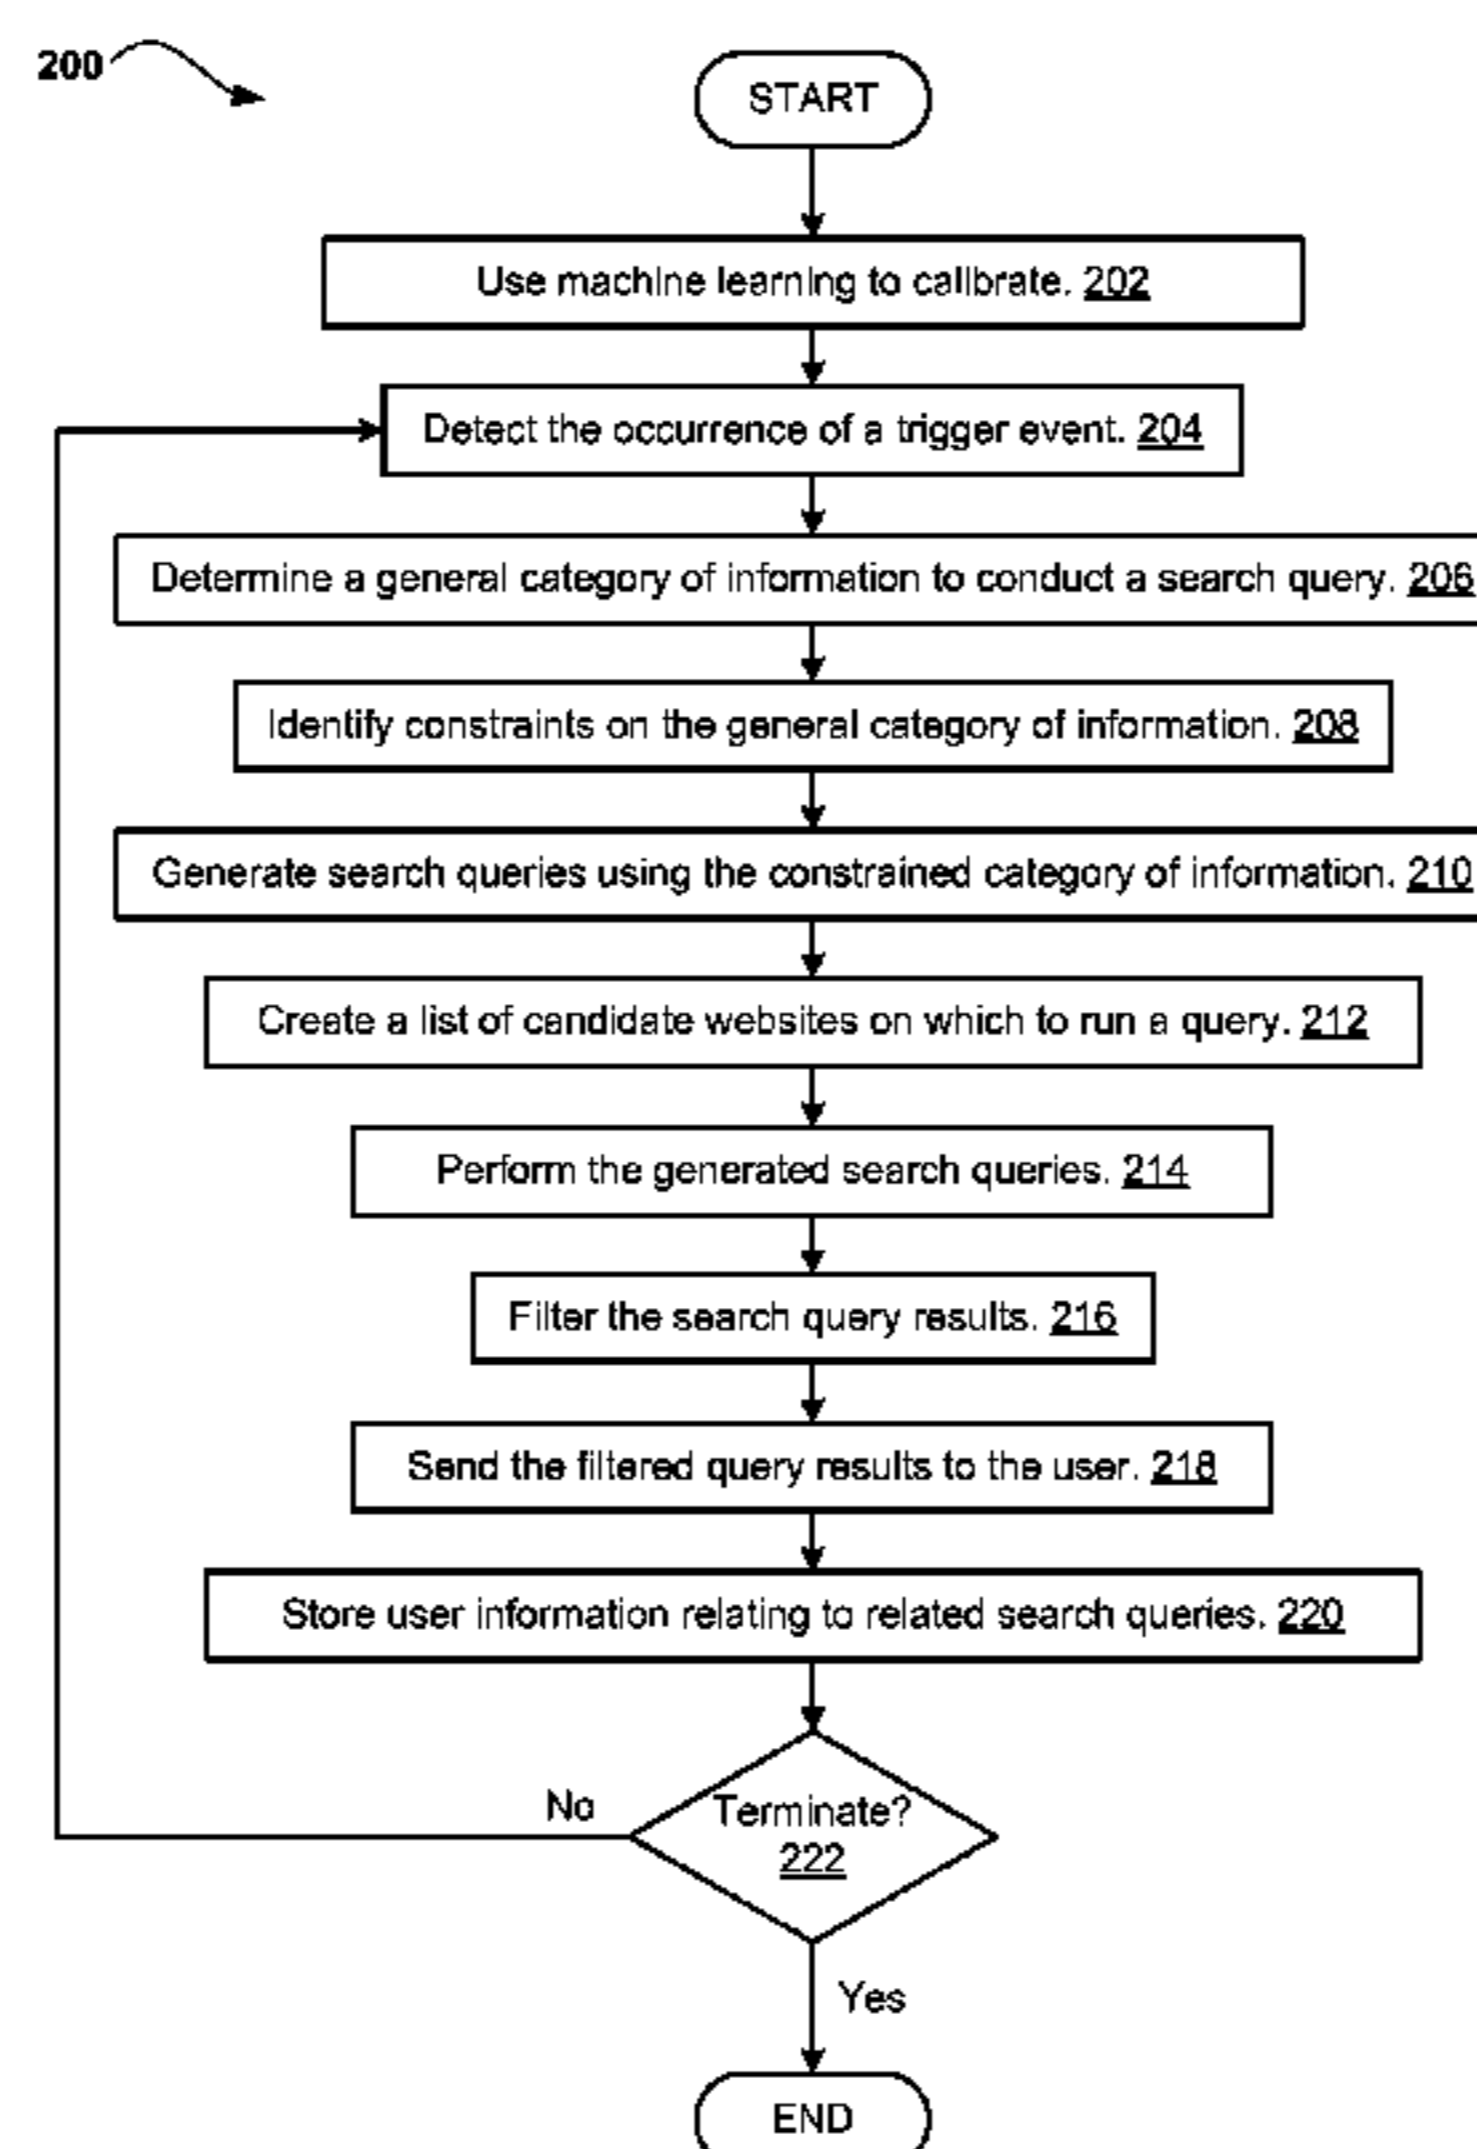 200
START
Use machine learning to calibrate. 202
Detect the occurrence of a trigger event. 204
Determine a general category of information to conduct a search query. 206
Identify constraints on the general category of information. 208
Generate search queries using the constrained category of information. 210
Create a list of candidate websites on which to run a query. 212
Perform the generated search queries. 214
Filter the search query results. 216
Send the filtered query results to the user. 218
Store user information relating to related search queries. 220
No
Terminate?
222
Yes
END